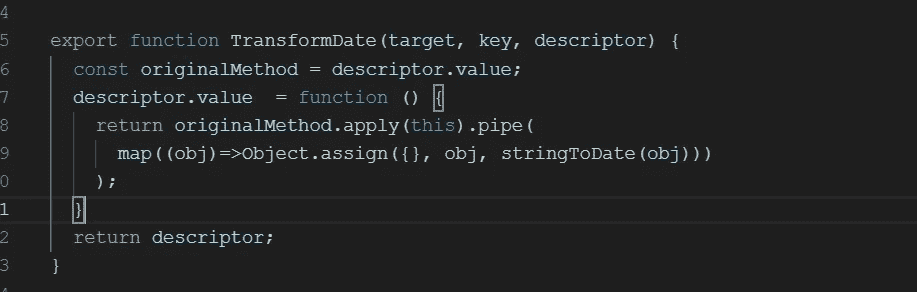 4
5 export function TransformDate(target, key, descriptor) {
6 const originalMethod = descriptor.value;
7 descriptor.value  = function () {
8 return originalMethod.apply(this).pipe(
9 map((obj)=>Object.assign({}, obj, stringToDate(obj)))
0 );
1 }
2 return descriptor;
3 }